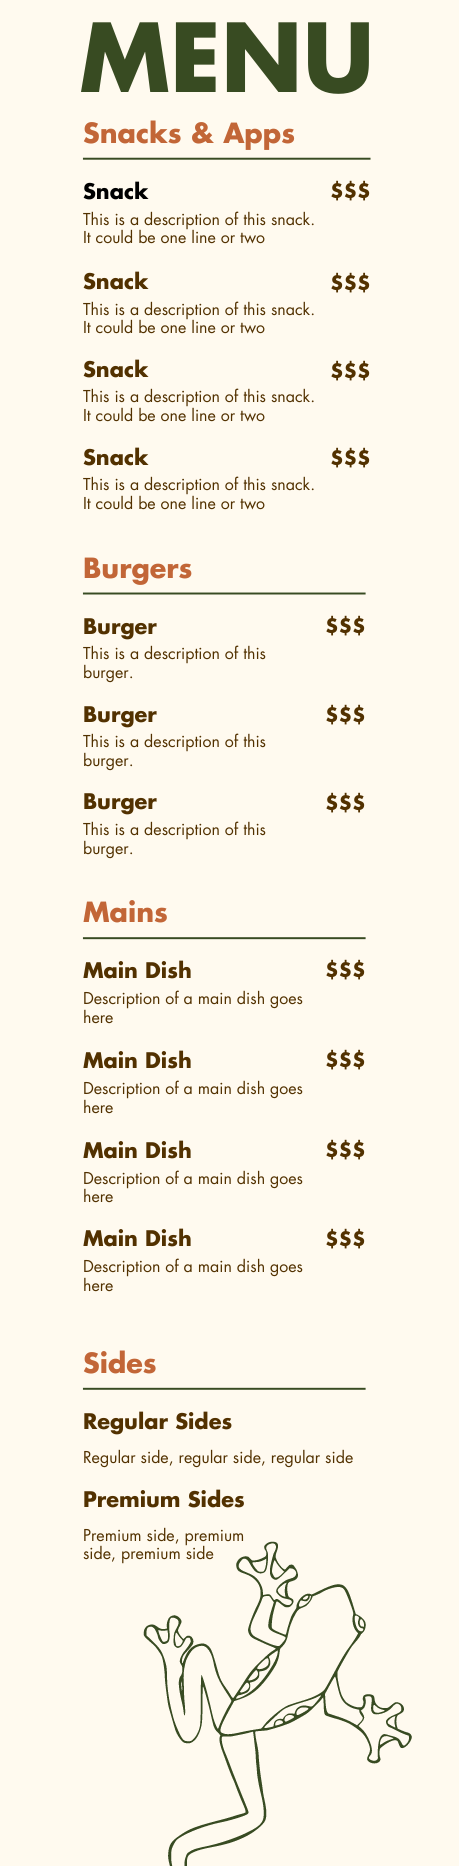 MENU
Snacks & Apps
Snack $$$
This is a description of this snack.
It could be one line or two
Snack $$$
This is a description of this snack.
It could be one line or two
Snack $$$
This is a description of this snack.
It could be one line or two
Snack $$$
This is a description of this snack.
It could be one line or two
Burgers
Burger $$$
This is a description of this
burger.
Burger $$$
This is a description of this
burger.
Burger $$$
This is a description of this
burger.
Mains
Main Dish $$$
Description of a main dish goes
here
Main Dish $$$
Description of a main dish goes
here
Main Dish $$$
Description of a main dish goes
here
Main Dish $$$
Description of a main dish goes
here
Sides
Regular Sides
Regular side, regular side, regular side
Premium Sides
Premium side, premium
side, premium side